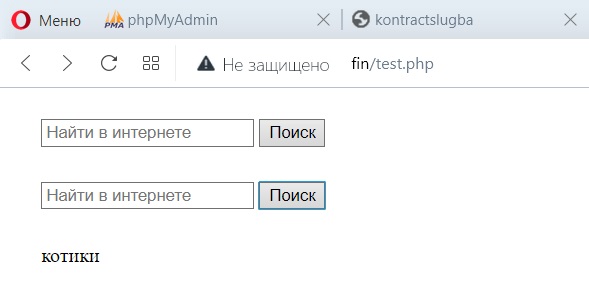 Меню phpMyAdmin kontractslugba
Не защищено fin/test.php
Найти в интернете Поиск
Найти в интернете Поиск
котики